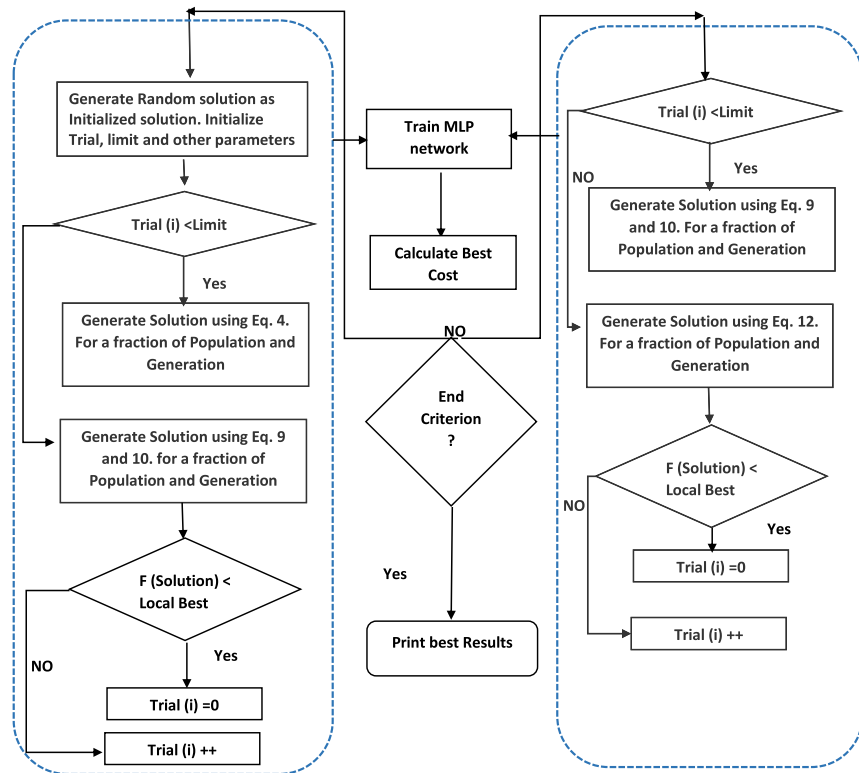 Generate Random solution as
Initialized solution. Initialize
Trial, limit and other parameters
Trial (i) <Limit
Yes
Generate Solution using Eq. 4.
For a fraction of Population and
Generation
Generate Solution using Eq. 9
and 10. for a fraction of
Population and Generation
F (Solution) <
Local Best
Yes
NO
Trial (i) =0
Trial (i) ++
Train MLP
network
Calculate Best
Cost
NO
End
Criterion
?
Yes
Print best Results
Trial (i) <Limit
Yes
NO
Generate Solution using Eq. 9
and 10. For a fraction of
Population and Generation
Generate Solution using Eq. 12.
For a fraction of Population and
Generation
F (Solution) <
Local Best
NO
Yes
Trial (i) =0
Trial (i) ++